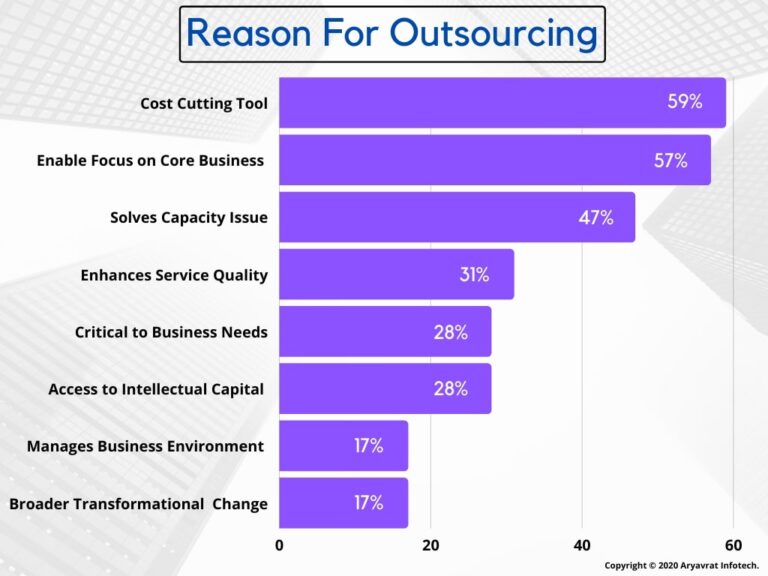 Reason For Outsourcing
Cost Cutting Tool 59%
Enable Focus on Core Business 57%
Solves Capacity Issue 47%
Enhances Service Quality 31%
Critical to Business Needs 28%
Access to Intellectual Capital 28%
Manages Business Environment 17%
Broader Transformational Change 17%
0 20 40 60
Copyright © 2020 Aryavrat Infotech.